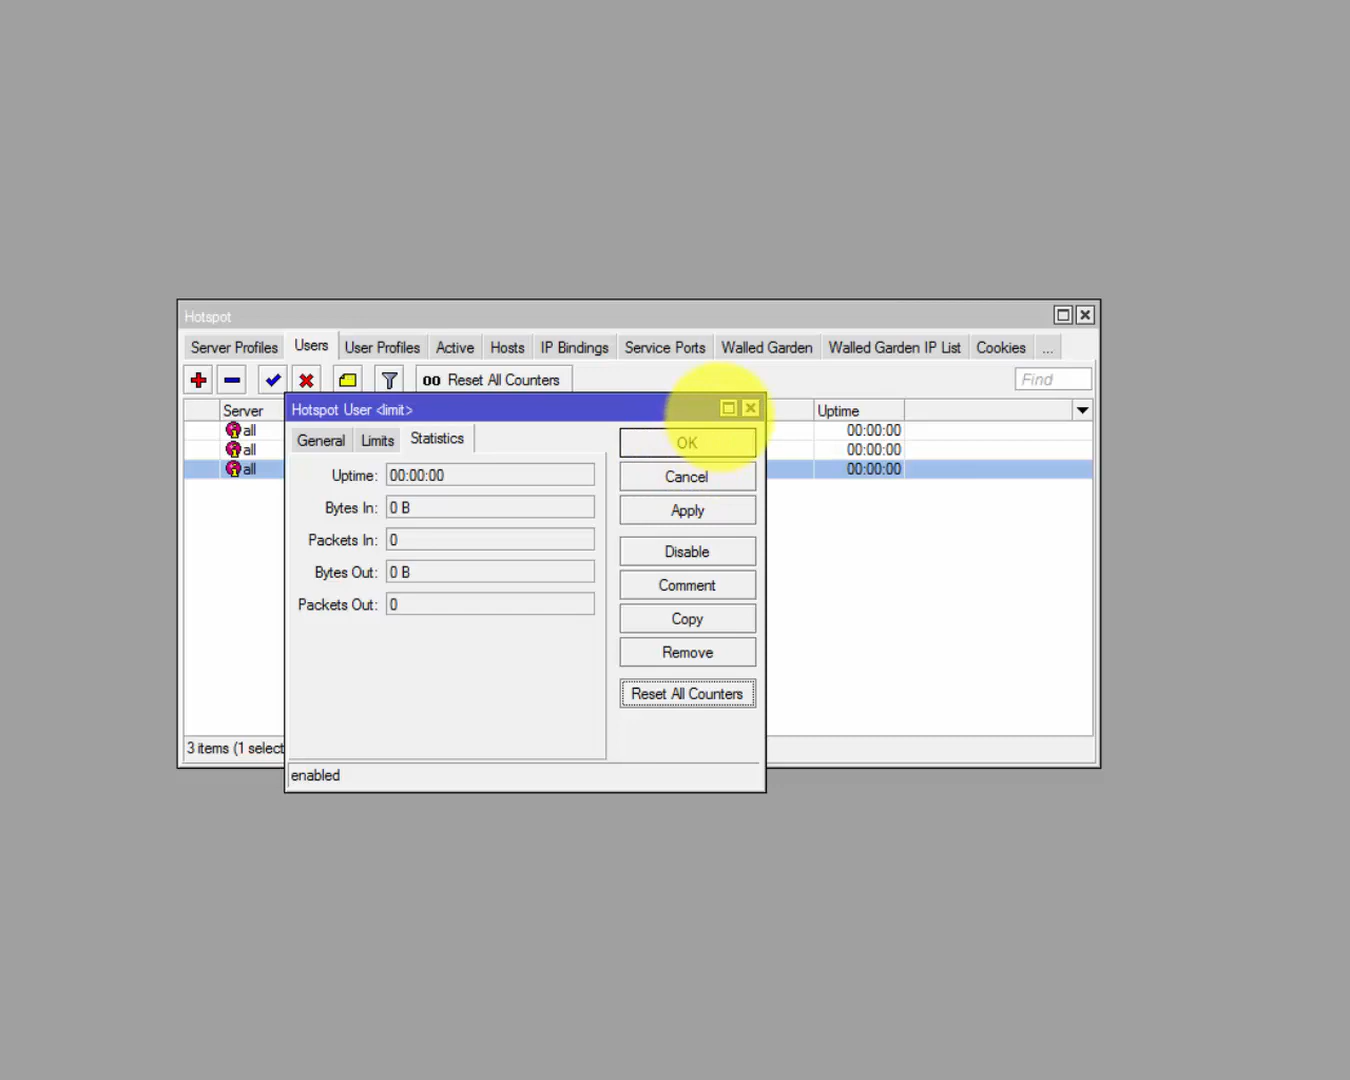 Hotspot
Server Profiles Users User Profiles Active Hosts IP Bindings Service Ports Walled Garden Walled Garden IP List Cookies ...
00 Reset All Counters Find
Server Uptime
all 00:00:00
all 00:00:00
all 00:00:00
3 items (1 select
Hotspot User <limit>
General Limits Statistics
Uptime: 00:00:00
Bytes In: 0 B
Packets In: 0
Bytes Out: 0 B
Packets Out: 0
OK
Cancel
Apply
Disable
Comment
Copy
Remove
Reset All Counters
enabled